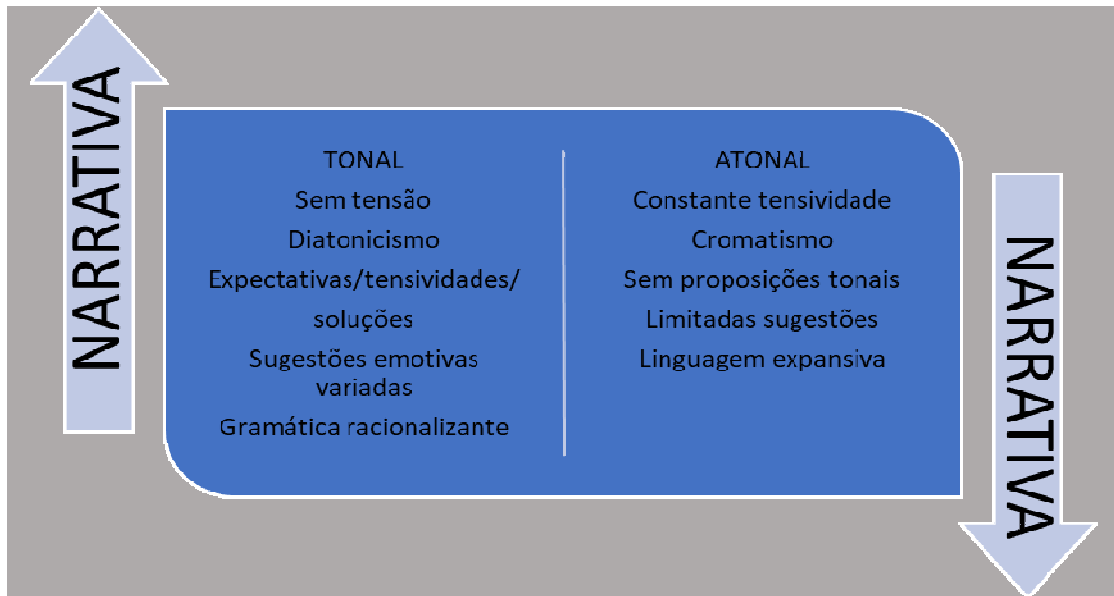 NARRATIVA
TONAL
Sem tensão
Diatonicismo
Expectativas/tensividades/
soluções
Sugestões emotivas
variadas
Gramática racionalizante
ATONAL
Constante tensividade
Cromatismo
Sem proposições tonais
Limitadas sugestões
Linguagem expansiva
NARRATIVA